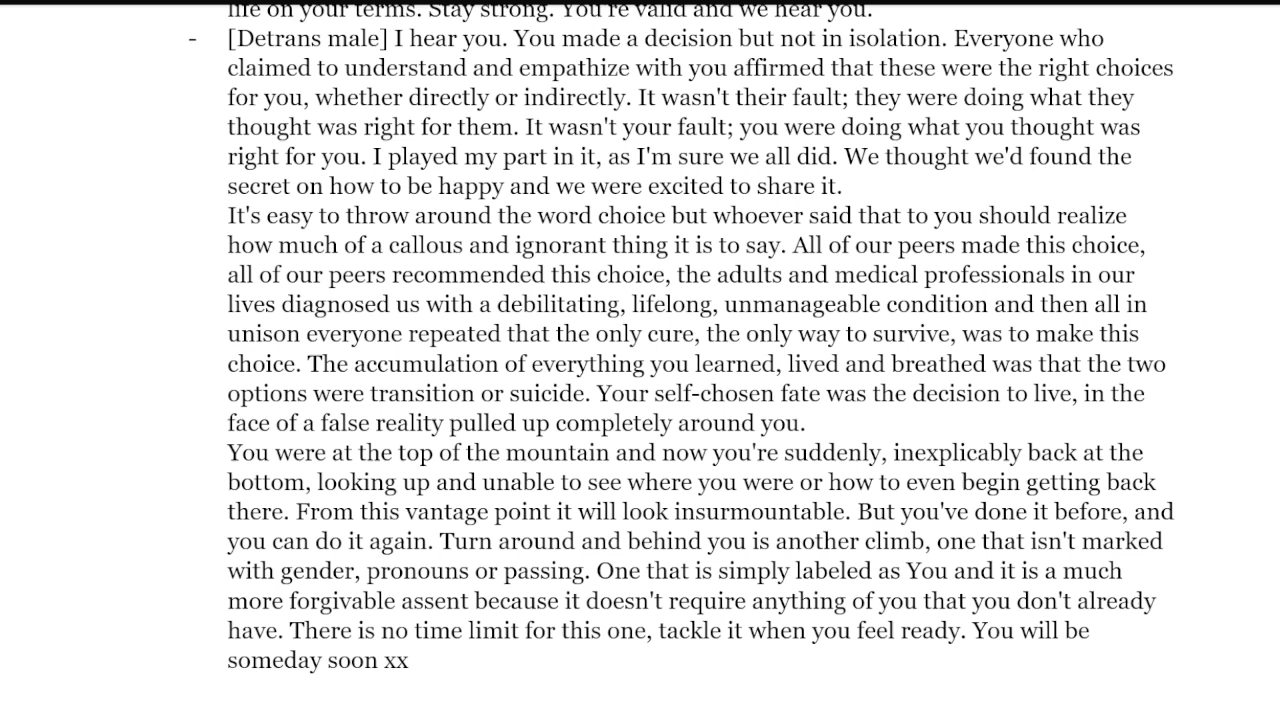 life on your terms. Stay strong. You're valid and we hear you.
- [Detrans male] I hear you. You made a decision but not in isolation. Everyone who
claimed to understand and empathize with you affirmed that these were the right choices
for you, whether directly or indirectly. It wasn't their fault; they were doing what they
thought was right for them. It wasn't your fault; you were doing what you thought was
right for you. I played my part in it, as I'm sure we all did. We thought we'd found the
secret on how to be happy and we were excited to share it.
It's easy to throw around the word choice but whoever said that to you should realize
how much of a callous and ignorant thing it is to say. All of our peers made this choice,
all of our peers recommended this choice, the adults and medical professionals in our
lives diagnosed us with a debilitating, lifelong, unmanageable condition and then all in
unison everyone repeated that the only cure, the only way to survive, was to make this
choice. The accumulation of everything you learned, lived and breathed was that the two
options were transition or suicide. Your self-chosen fate was the decision to live, in the
face of a false reality pulled up completely around you.
You were at the top of the mountain and now you're suddenly, inexplicably back at the
bottom, looking up and unable to see where you were or how to even begin getting back
there. From this vantage point it will look insurmountable. But you've done it before, and
you can do it again. Turn around and behind you is another climb, one that isn't marked
with gender, pronouns or passing. One that is simply labeled as You and it is a much
more forgivable assent because it doesn't require anything of you that you don't already
have. There is no time limit for this one, tackle it when you feel ready. You will be
someday soon xx